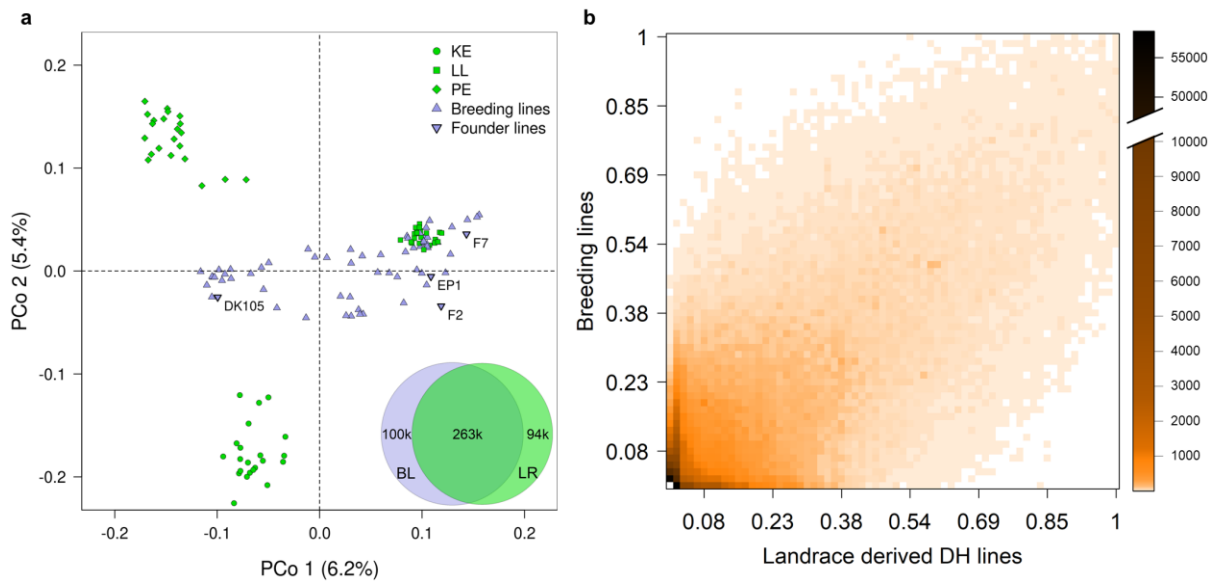 a
KE
LL
PE
Breeding lines
Founder lines
0.2
0.1
0.0
-0.1
-0.2
PCo 2 (5.4%)
F7
EP1
F2
DK105
100k
263k
94k
BL
LR
-0.2
-0.1
0.0
0.1
0.2
PCo 1 (6.2%)
b
1
0.85
0.69
0.54
0.38
0.23
0.08
Breeding lines
0.08
0.23
0.38
0.54
0.69
0.85
1
Landrace derived DH lines
55000
50000
10000
9000
8000
7000
6000
5000
4000
3000
2000
1000